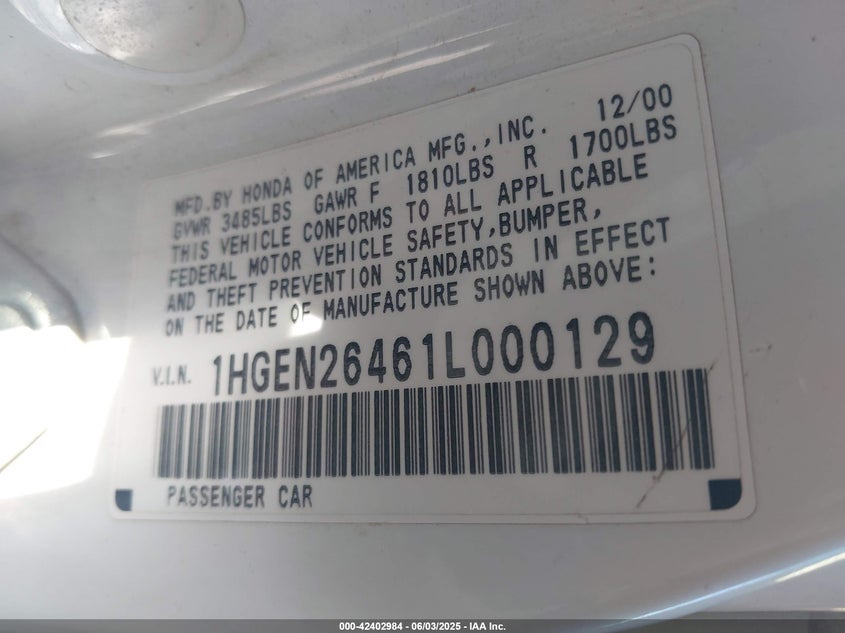 12/00
MFD.BY HONDA OF AMERICA MFG.,INC.
GVWR 3485LBS GAWR F 1810LBS R 1700LBS
THIS VEHICLE CONFORMS TO ALL APPLICABLE
FEDERAL MOTOR VEHICLE SAFETY,BUMPER,
AND THEFT PREVENTION STANDARDS IN EFFECT
ON THE DATE OF MANUFACTURE SHOWN ABOVE:
V.I.N. 1HGEN26461L000129
PASSENGER CAR
000-42402984 - 06/03/2025 - IAA Inc.